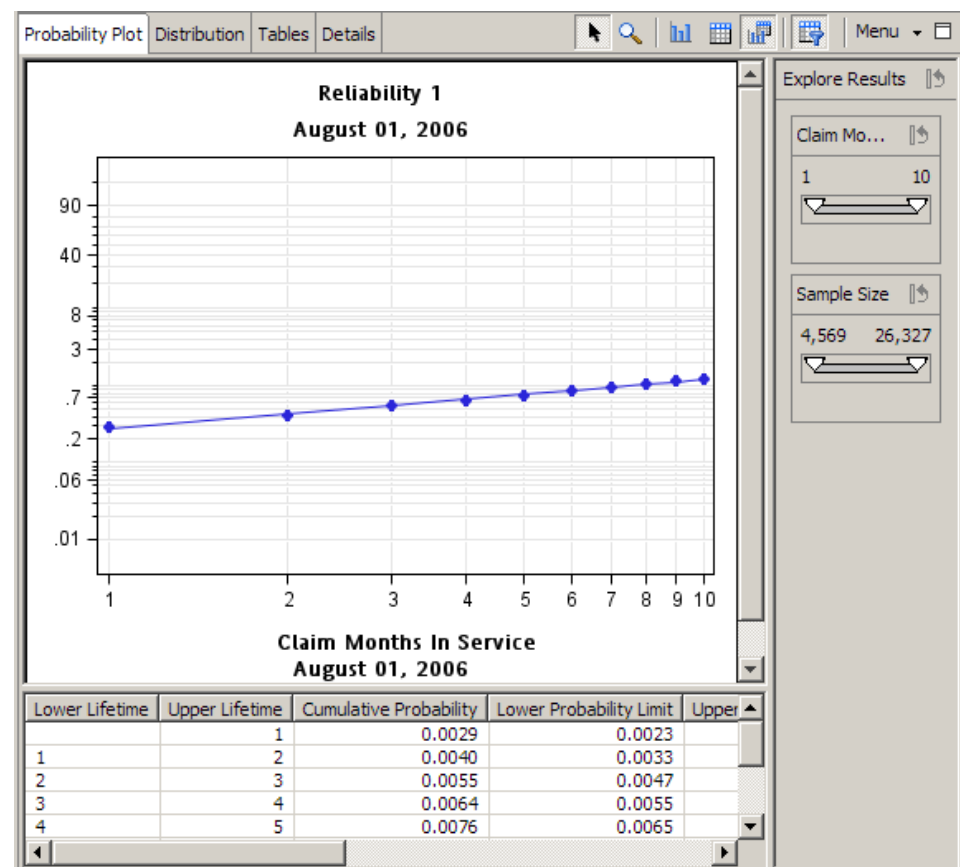 Probability Plot Distribution Tables Details Menu
Reliability 1
August 01, 2006
90
40
8
3
.7
.2
.06
.01
1 2 3 4 5 6 7 8 9 10
Claim Months In Service
August 01, 2006
Explore Results
Claim Mo...
1 10
Sample Size
4,569 26,327
Lower Lifetime Upper Lifetime Cumulative Probability Lower Probability Limit Upper
1 0.0029 0.0023
1 2 0.0040 0.0033
2 3 0.0055 0.0047
3 4 0.0064 0.0055
4 5 0.0076 0.0065